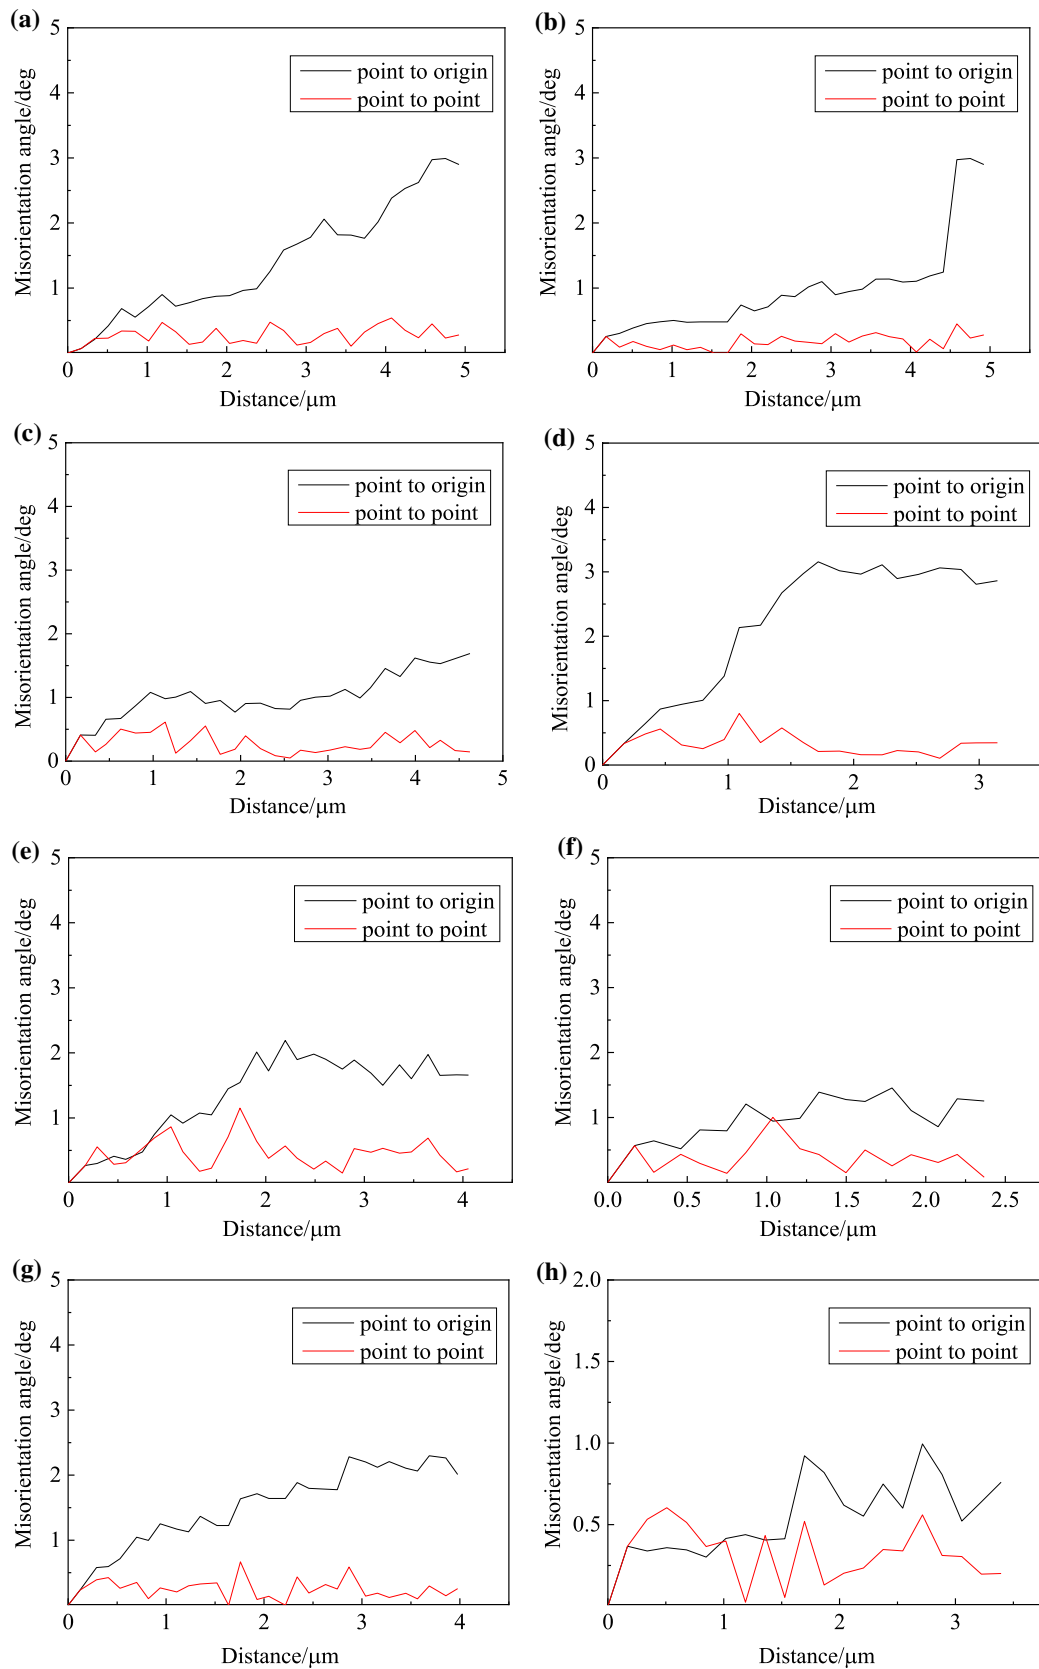 (a)
5
4
3
2
1
0
Misorientation angle/deg
point to origin
point to point
0 1 2 3 4 5
Distance/μm
(b)
5
4
3
2
1
0
Misorientation angle/deg
point to origin
point to point
0 1 2 3 4 5
Distance/μm
(c)
5
4
3
2
1
0
Misorientation angle/deg
point to origin
point to point
0 1 2 3 4 5
Distance/μm
(d)
5
4
3
2
1
0
Misorientation angle/deg
point to origin
point to point
0 1 2 3
Distance/μm
(e)
5
4
3
2
1
Misorientation angle/deg
point to origin
point to point
0 1 2 3 4
Distance/μm
(f)
5
4
3
2
1
Misorientation angle/deg
point to origin
point to point
0.0 0.5 1.0 1.5 2.0 2.5
Distance/μm
(g)
5
4
3
2
1
Misorientation angle/deg
point to origin
point to point
0 1 2 3 4
Distance/μm
(h)
2.0
1.5
1.0
0.5
Misorientation angle/deg
point to origin
point to point
0 1 2 3
Distance/μm